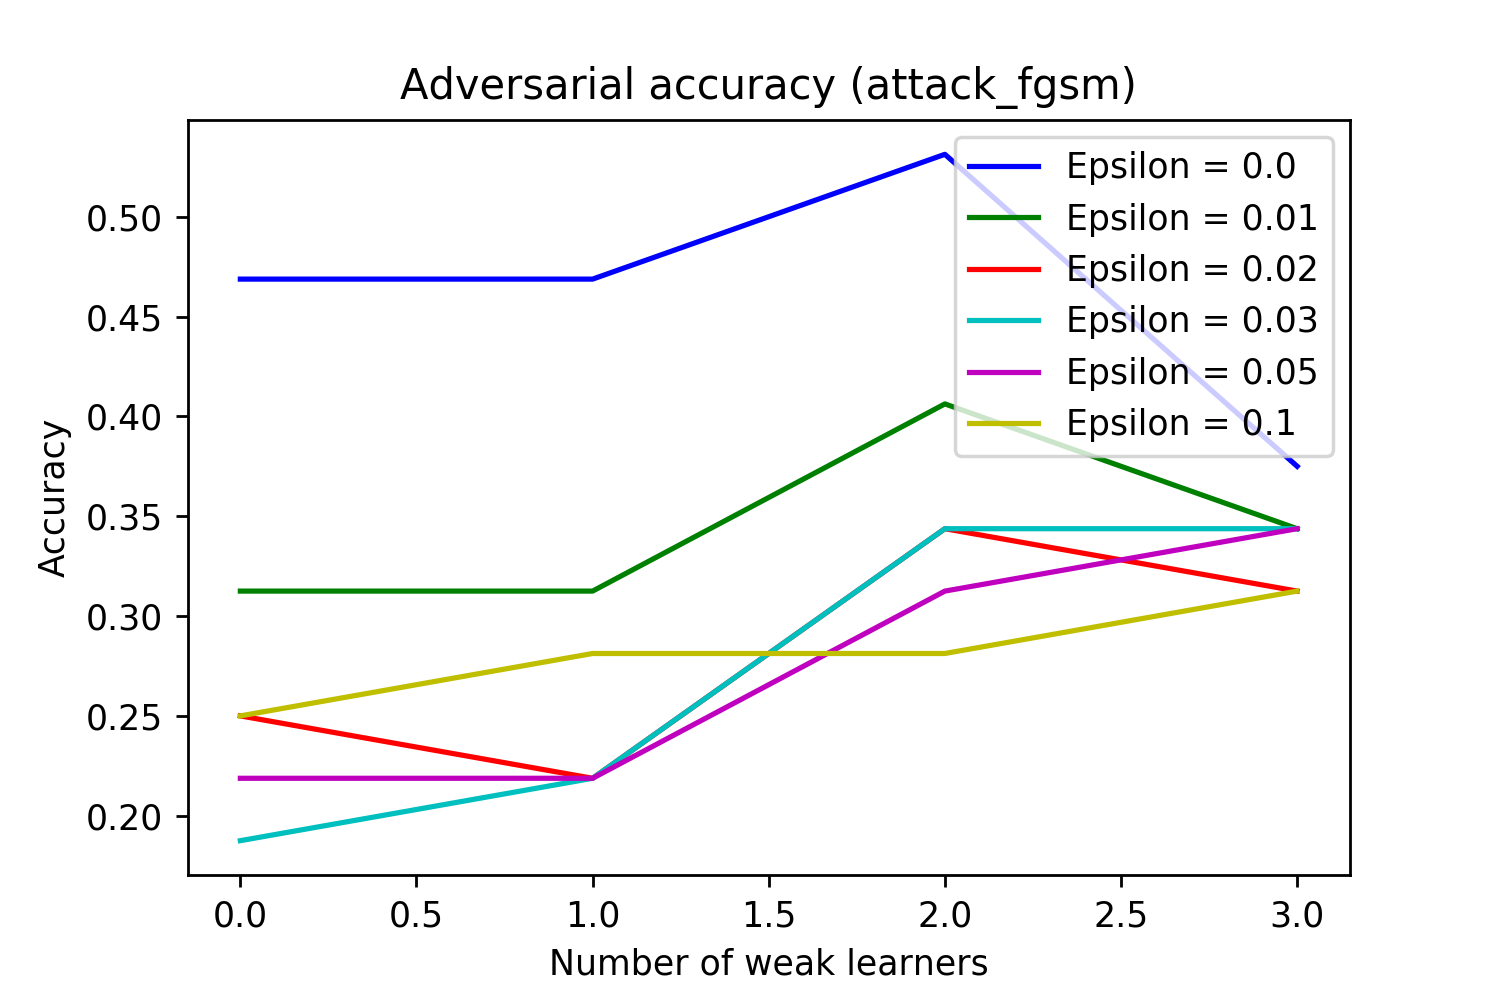 Adversarial accuracy (attack_fgsm)
Epsilon = 0.0
Epsilon = 0.01
Epsilon = 0.02
Epsilon = 0.03
Epsilon = 0.05
Epsilon = 0.1
Accuracy
0.50
0.45
0.40
0.35
0.30
0.25
0.20
0.0 0.5 1.0 1.5 2.0 2.5 3.0
Number of weak learners